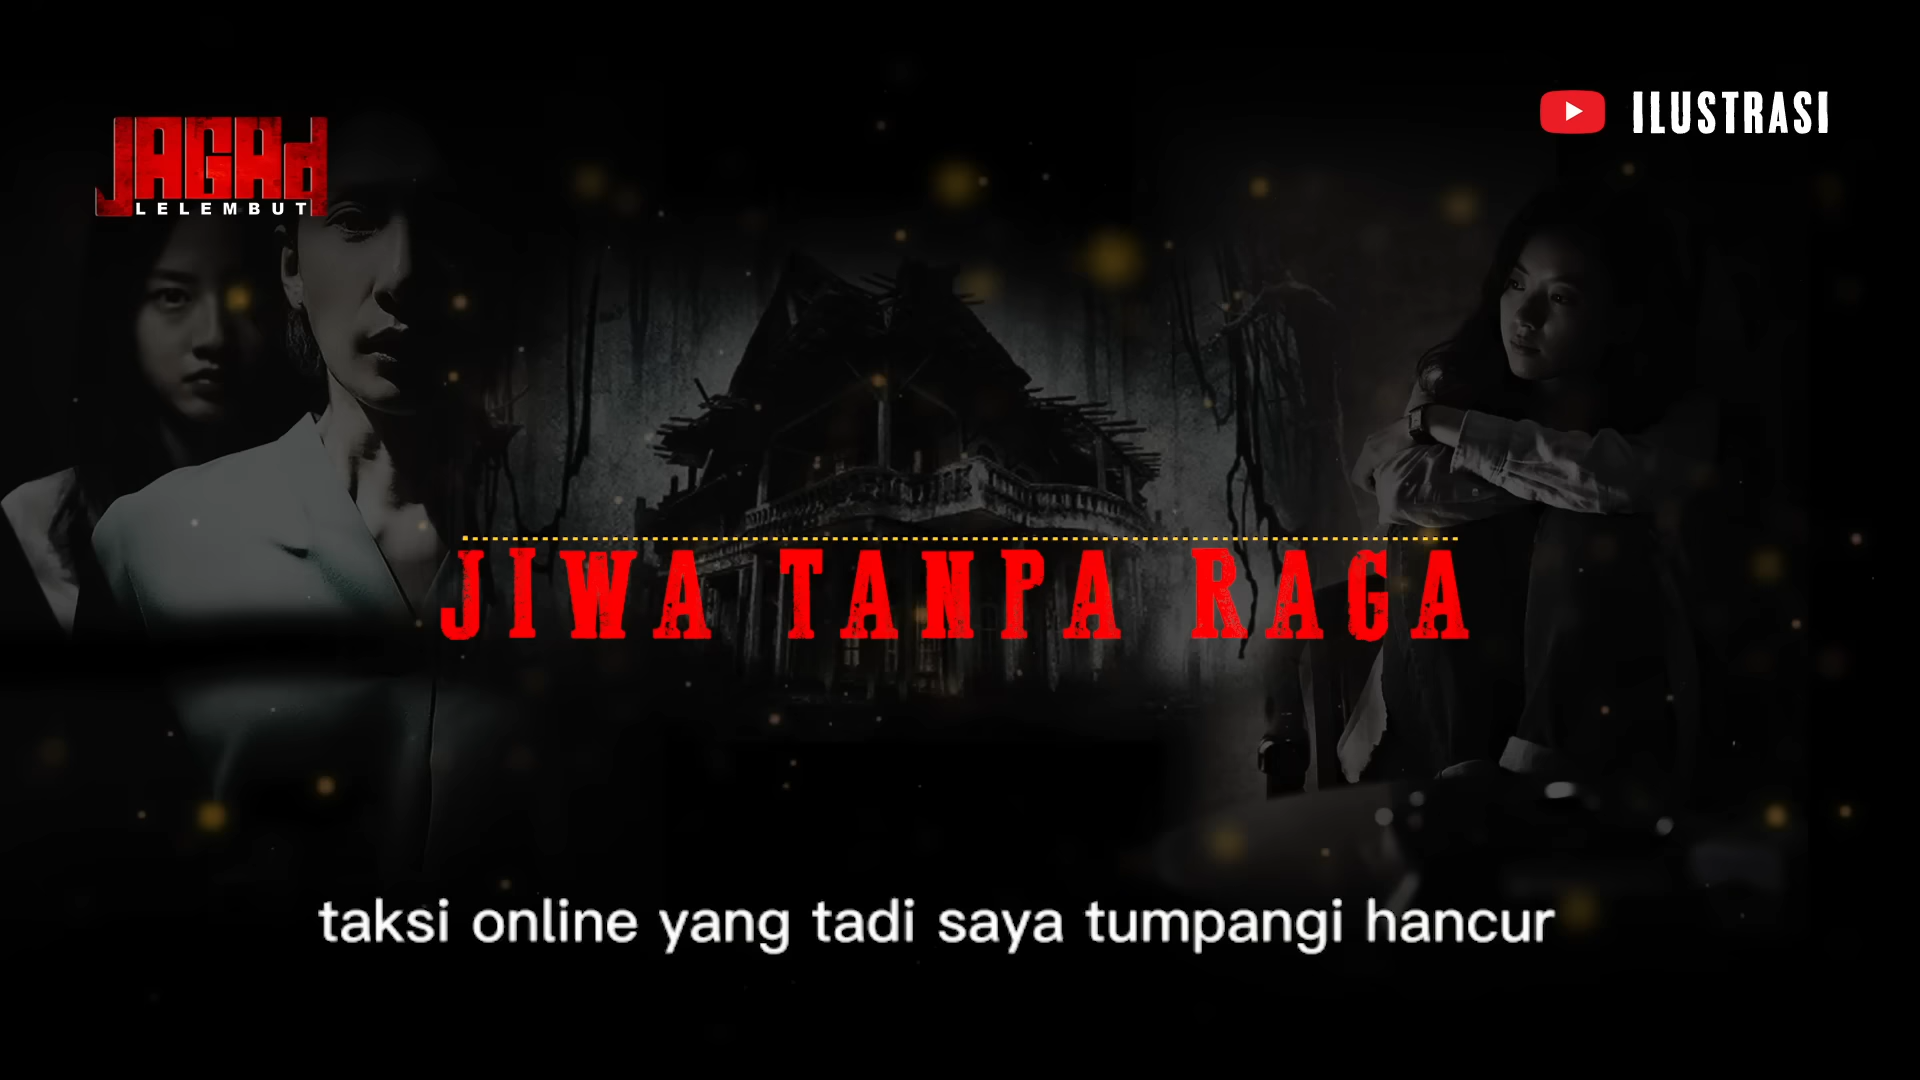 JAGAd
LELEMBUT
ILUSTRASI
JIWA TANPA RAGA
taksi online yang tadi saya tumpangi hancur